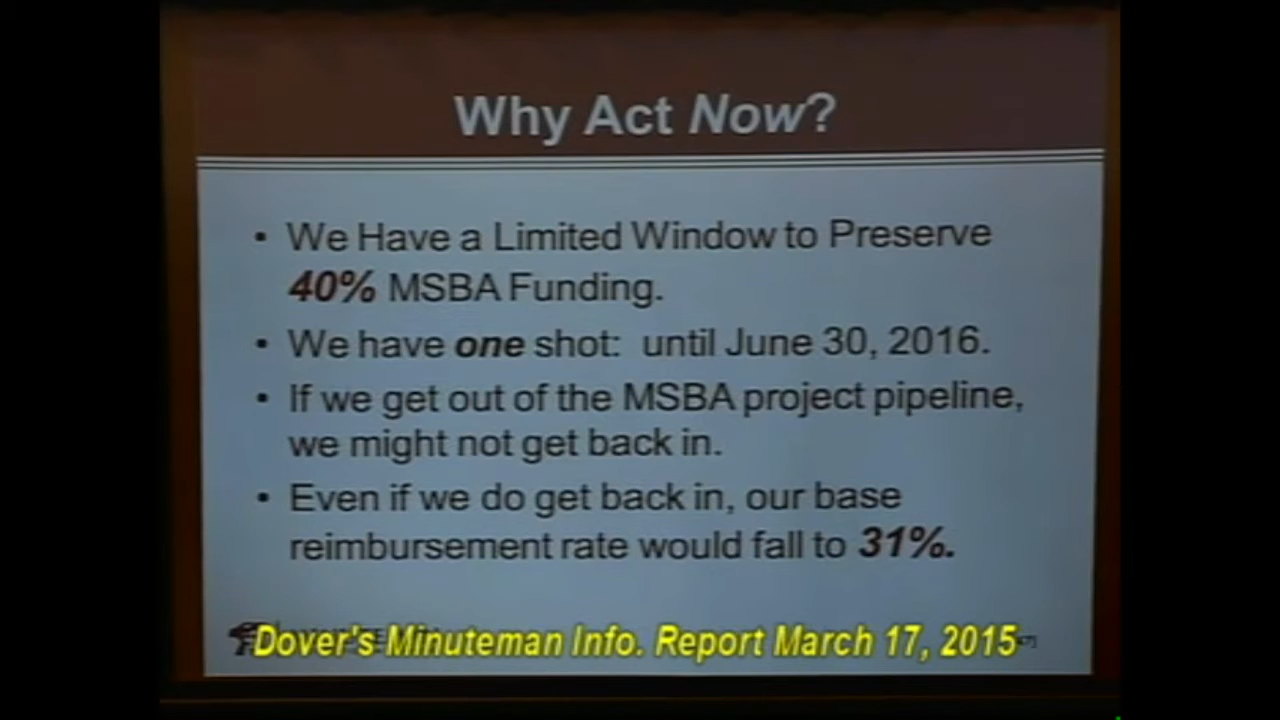 Why Act Now?
• We Have a Limited Window to Preserve
40% MSBA Funding.
• We have one shot: until June 30, 2016.
• If we get out of the MSBA project pipeline,
we might not get back in.
• Even if we do get back in, our base
reimbursement rate would fall to 31%.
Dover's Minuteman Info. Report March 17, 2015